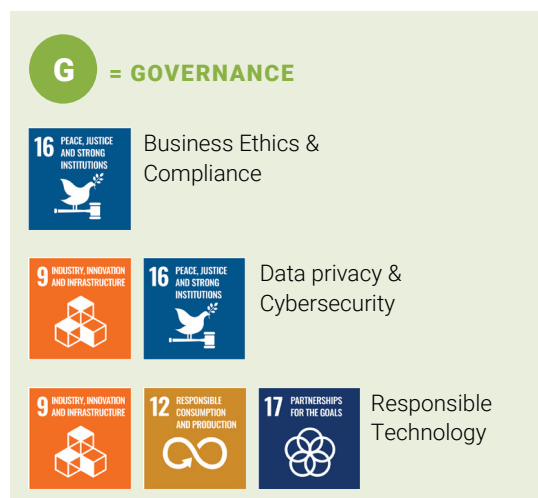 G = GOVERNANCE
16 PEACE, JUSTICE
AND STRONG
INSTITUTIONS
Business Ethics &
Compliance
9 INDUSTRY, INNOVATION
AND INFRASTRUCTURE
16 PEACE, JUSTICE
AND STRONG
INSTITUTIONS
Data privacy &
Cybersecurity
9 INDUSTRY, INNOVATION
AND INFRASTRUCTURE
12 RESPONSIBLE
CONSUMPTION
AND PRODUCTION
17 PARTNERSHIPS
FOR THE GOALS
Responsible
Technology